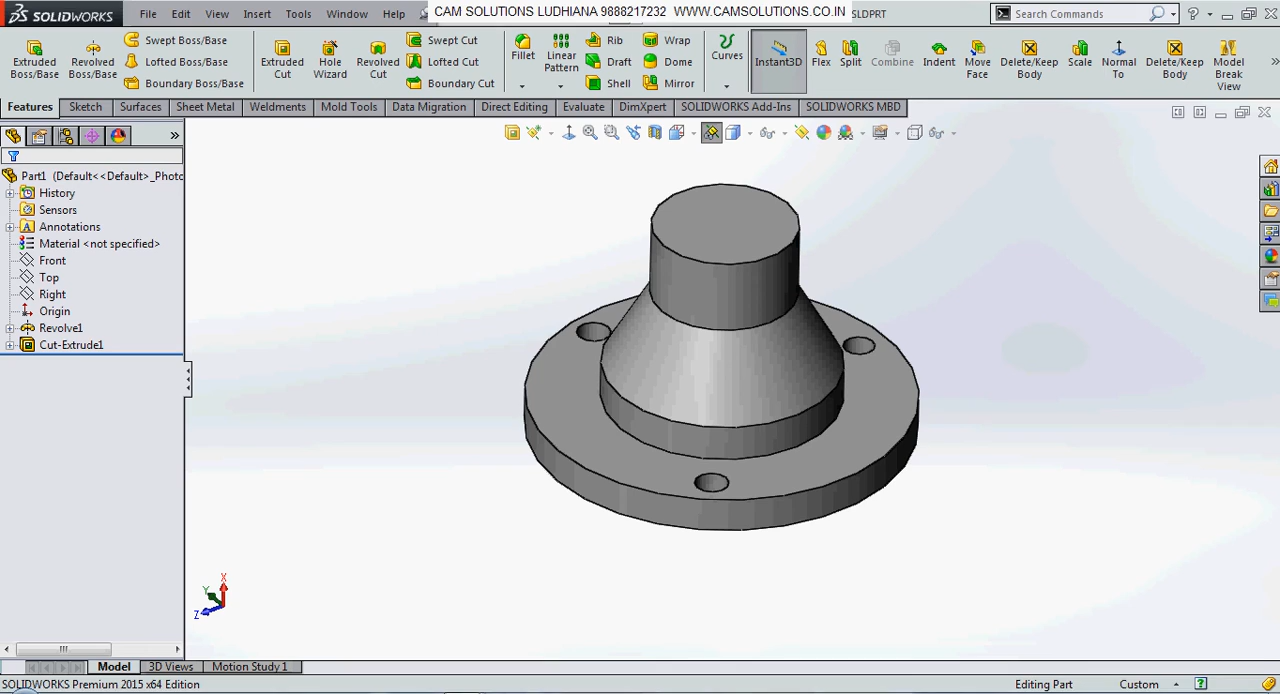 SOLIDWORKS File Edit View Insert Tools Window Help CAM SOLUTIONS LUDHIANA 9888217232 WWW.CAMSOLUTIONS.CO.IN SLDPRT Search Commands
Extruded Boss/Base
Revolved Boss/Base
Swept Boss/Base
Lofted Boss/Base
Boundary Boss/Base
Extruded Cut
Hole Wizard
Revolved Cut
Swept Cut
Lofted Cut
Boundary Cut
Fillet
Linear Pattern
Rib
Draft
Shell
Wrap
Dome
Mirror
Curves
Instant3D
Flex
Split
Combine
Indent
Move Face
Delete/Keep Body
Scale
Normal To
Delete/Keep Body
Model Break View
Features Sketch Surfaces Sheet Metal Weldments Mold Tools Data Migration Direct Editing Evaluate DimXpert SOLIDWORKS Add-Ins SOLIDWORKS MBD
Part1 (Default<<Default>_Photo
History
Sensors
Annotations
Material <not specified>
Front
Top
Right
Origin
Revolve1
Cut-Extrude1
X
Y
Z
Model 3D Views Motion Study 1
SOLIDWORKS Premium 2015 x64 Edition Editing Part Custom